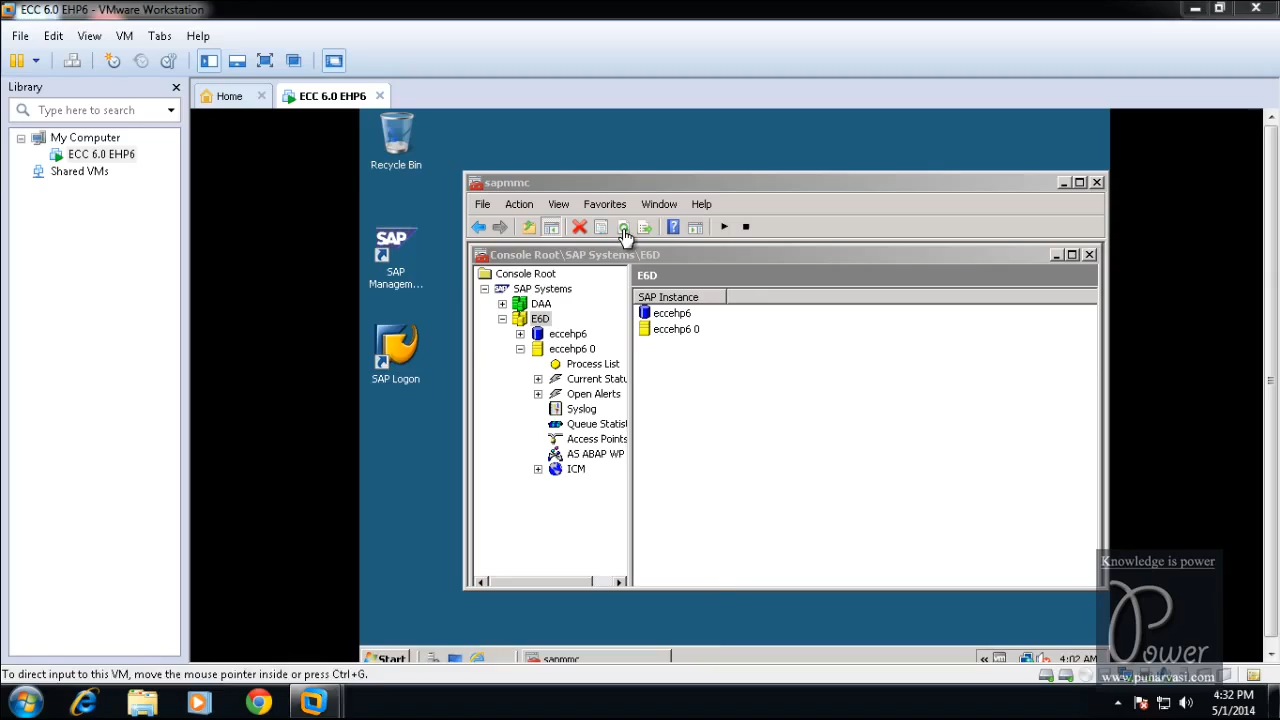 ECC 6.0 EHP6 - VMware Workstation
File Edit View VM Tabs Help
Library
Type here to search
My Computer
ECC 6.0 EHP6
Shared VMs
Home
ECC 6.0 EHP6
Recycle Bin
SAP
SAP
Managem...
SAP Logon
sapmmc
File Action View Favorites Window Help
Console Root\SAP Systems\E6D
Console Root
SAP Systems
DAA
E6D
eccehp6
eccehp6 0
Process List
Current Statu
Open Alerts
Syslog
Queue Statist
Access Points
AS ABAP WP
ICM
E6D
SAP Instance
eccehp6
eccehp6 0
Start
sapmmc
4:02 AM
Knowledge is power
Power
www.punarvasi.com
To direct input to this VM, move the mouse pointer inside or press Ctrl+G.
4:32 PM
5/1/2014